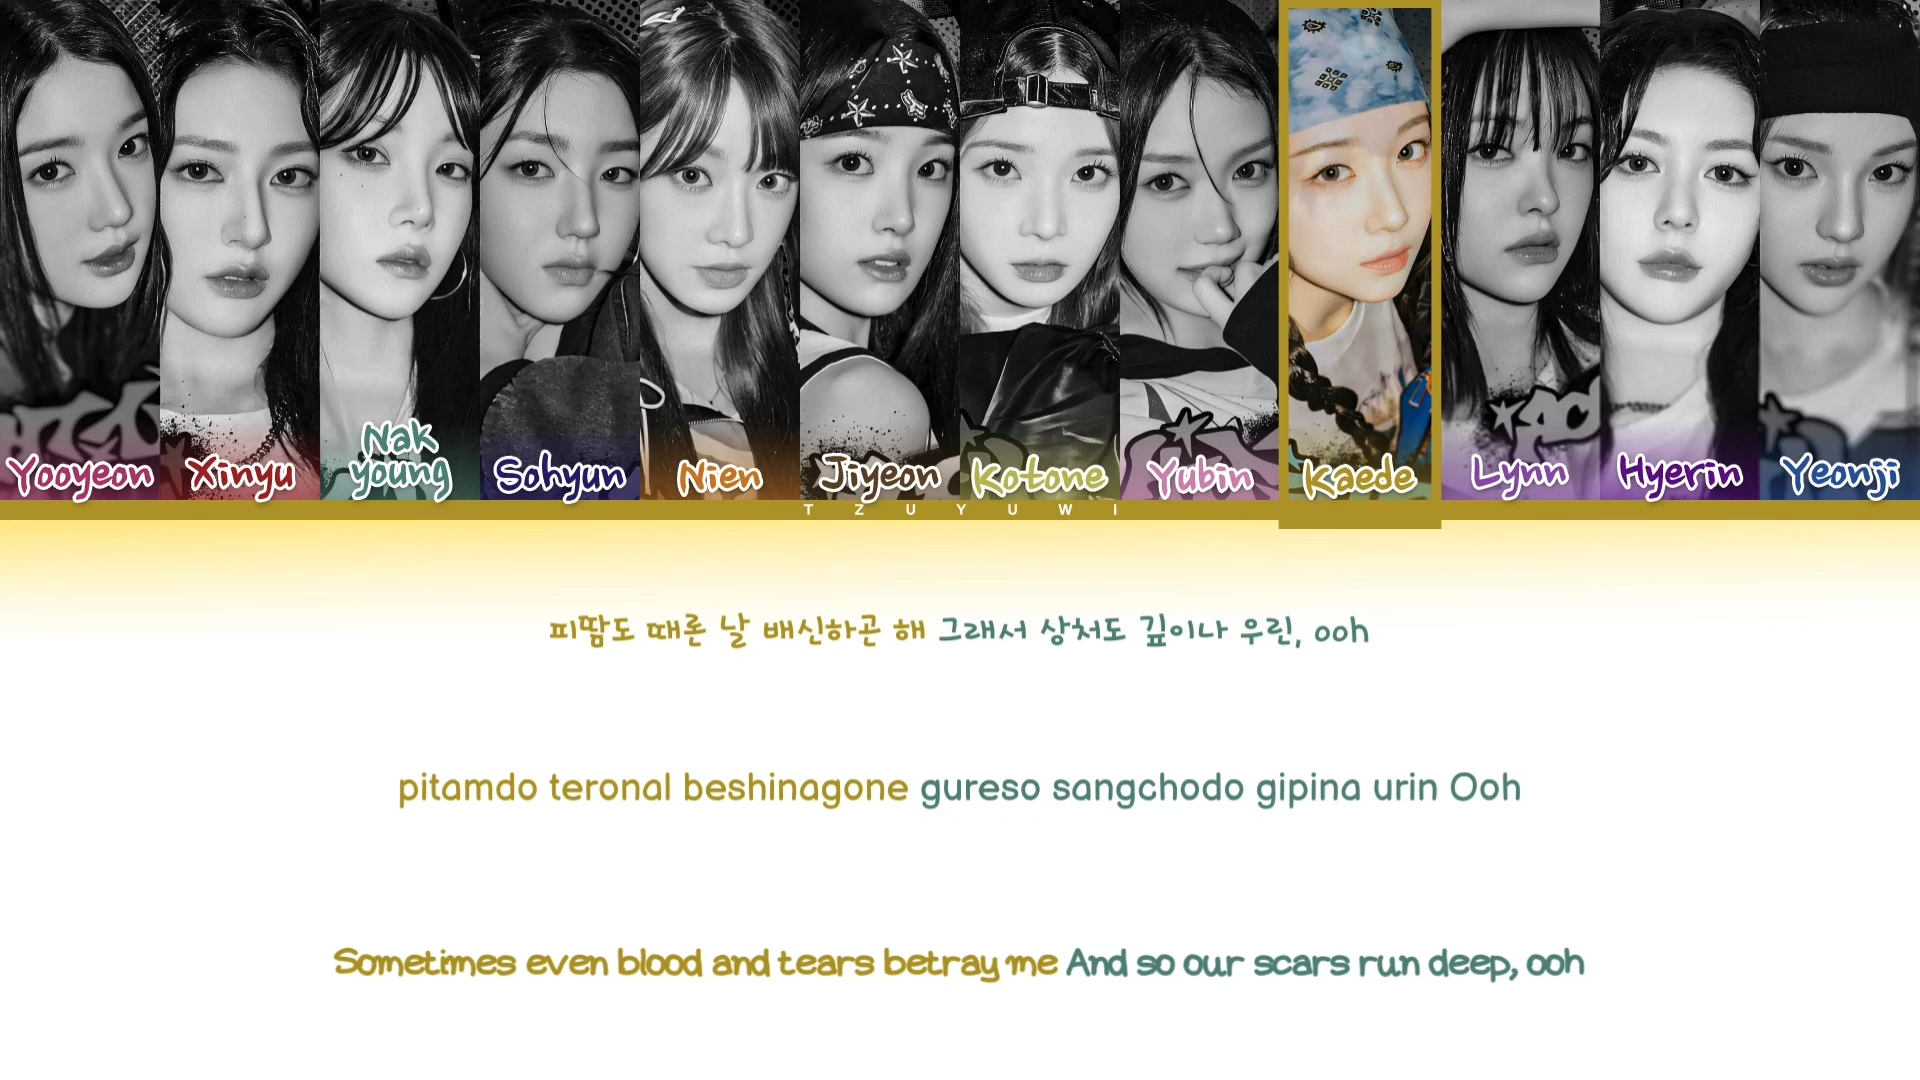 Yooyeon
Xinyu
Nak
young
Sohyun
Nien
Jiyeon
Kotone
Yubin
Kaede
Lynn
Hyerin
Yeonji
TZUYUWI
피땀도 때론 날 배신하곤 해 그래서 상처도 깊이나 우린, ooh
pitamdo teronal beshinagone gureso sangchodo gipina urin Ooh
Sometimes even blood and tears betray me And so our scars run deep, ooh